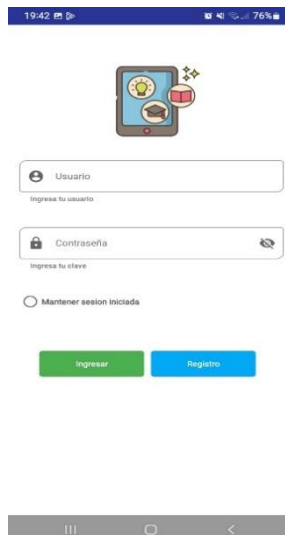 19:42 76%
Usuario
Ingresa tu usuario
Contraseña
Ingresa tu clave
Mantener sesion iniciada
Ingresar Registro